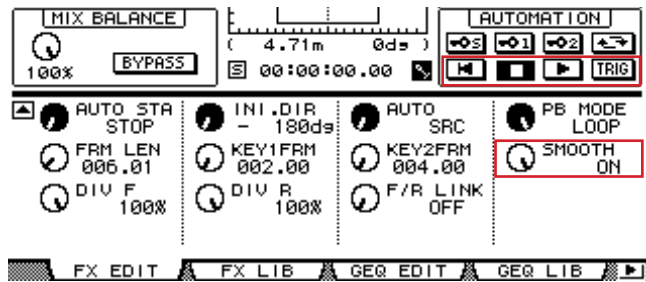 MIX BALANCE
100%
BYPASS
( 4.71m 0ds )
S 00:00:00.00
AUTOMATION
S 1 2
TRIG
AUTO STA
STOP
INI.DIR
- 180ds
AUTO
SRC
PB MODE
LOOP
FRM LEN
006.01
KEY1FRM
002.00
KEY2FRM
004.00
SMOOTH
ON
DIV F
100%
DIV R
100%
F/R LINK
OFF
FX EDIT
FX LIB
GEQ EDIT
GEQ LIB